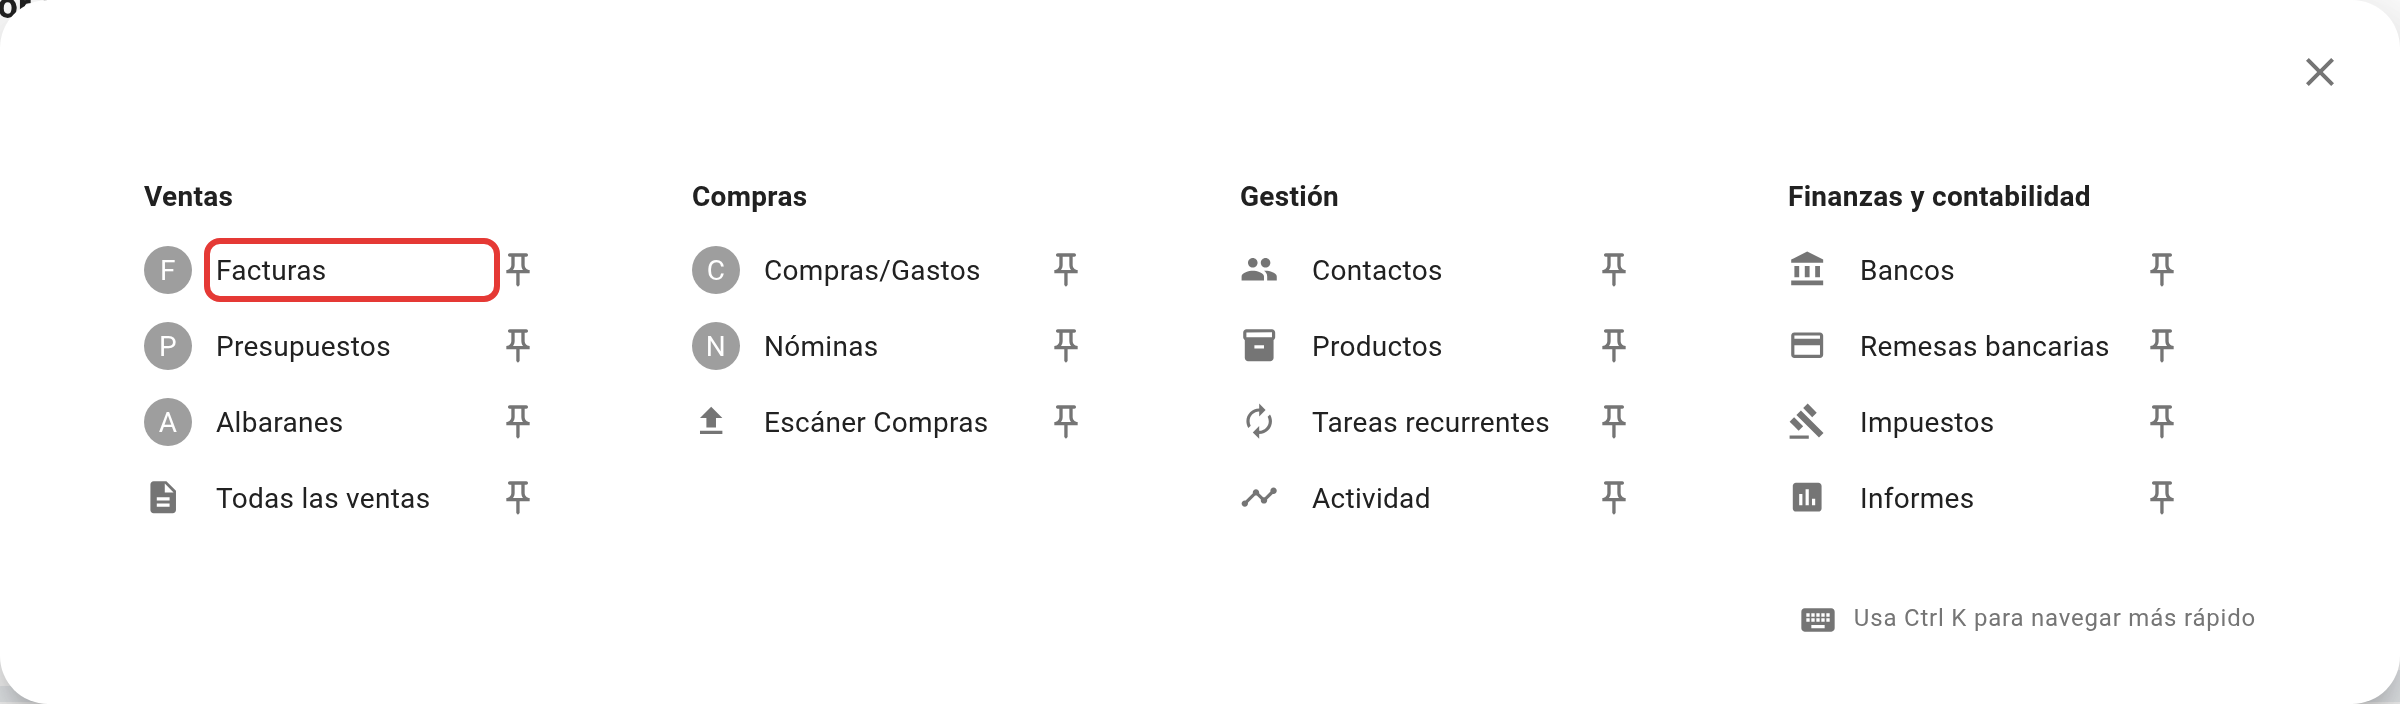 Ventas
F Facturas
P Presupuestos
A Albaranes
Todas las ventas
Compras
C Compras/Gastos
N Nóminas
Escáner Compras
Gestión
Contactos
Productos
Tareas recurrentes
Actividad
Finanzas y contabilidad
Bancos
Remesas bancarias
Impuestos
Informes
Usa Ctrl K para navegar más rápido